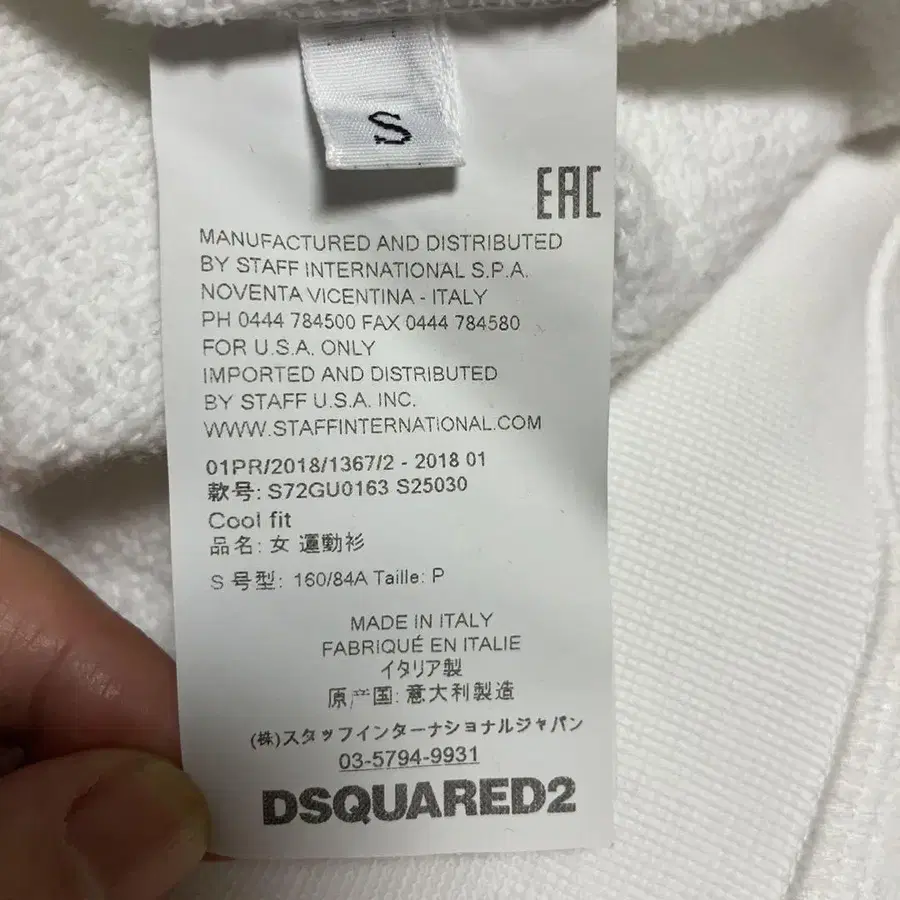 S
EAC
MANUFACTURED AND DISTRIBUTED
BY STAFF INTERNATIONAL S.P.A.
NOVENTA VICENTINA - ITALY
PH 0444 784500 FAX 0444 784580
FOR U.S.A. ONLY
IMPORTED AND DISTRIBUTED
BY STAFF U.S.A. INC.
WWW.STAFFINTERNATIONAL.COM
01PR/2018/1367/2 - 2018 01
款号: S72GU0163 S25030
Cool fit
品名: 女 運動衫
S 号型: 160/84A Taille: P
MADE IN ITALY
FABRIQUÉ EN ITALIE
イタリア製
原产国: 意大利製造
(株)スタッフインターナショナルジャパン
03-5794-9931
DSQUARED2